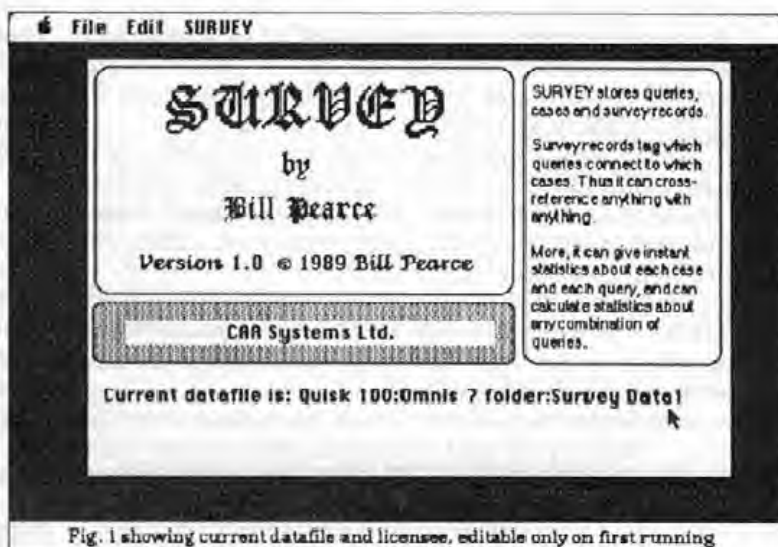 File Edit SURVEY
SURVEY
by
Bill Pearce
Version 1.0 © 1989 Bill Pearce
CAA Systems Ltd.
SURVEY stores queries,
cases and survey records.
Survey records tag which
queries connect to which
cases. Thus it can cross-
reference anything with
anything.
More, it can give instant
statistics about each case
and each query, and can
calculate statistics about
any combination of
queries.
Current datafile is: Quisk 100:Omnis 7 folder:Survey Data1
Fig. 1 showing current datafile and licensee, editable only on first running